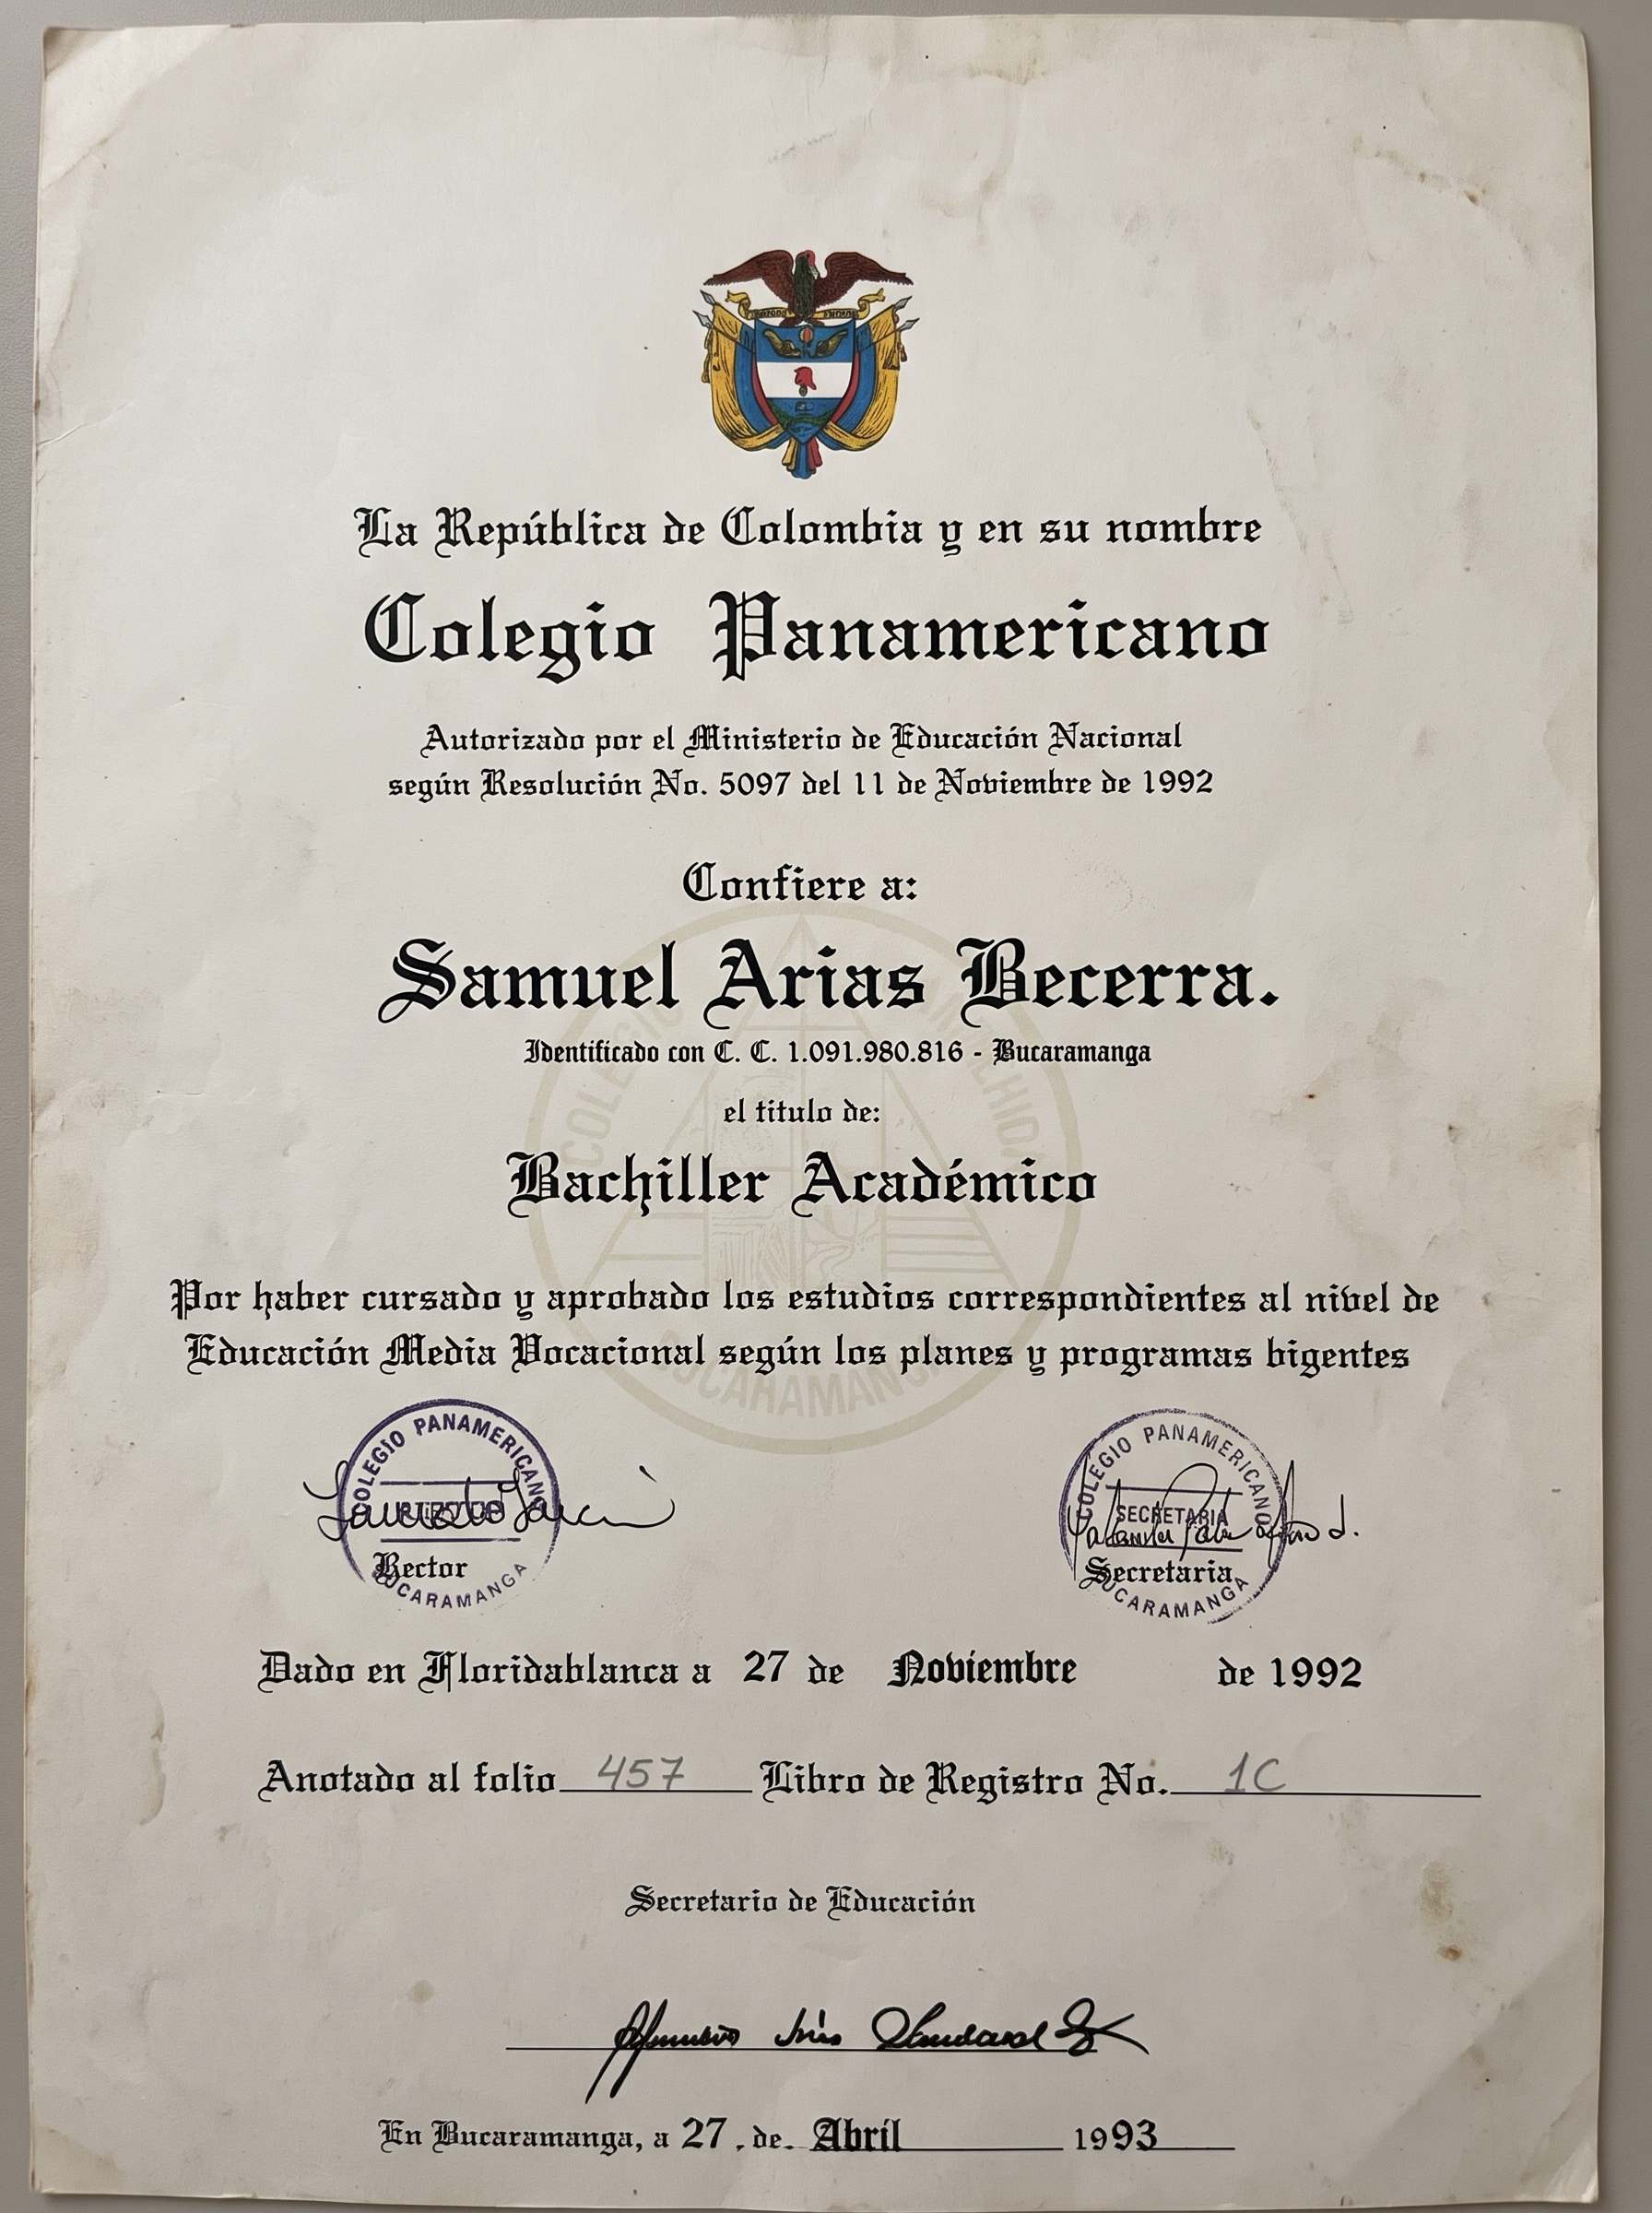 La República de Colombia y en su nombre
Colegio Panamericano
Autorizado por el Ministerio de Educación Nacional
según Resolución No. 5097 del 11 de Noviembre de 1992
Confiere a:
Samuel Arias Becerra.
Identificado con C. C. 1.091.980.816 - Bucaramanga
el titulo de:
Bachiller Académico
Por haber cursado y aprobado los estudios correspondientes al nivel de
Educación Media Vocacional según los planes y programas bigentes
COLEGIO PANAMERICANO
BUCARAMANGA
Rector
COLEGIO PANAMERICANO
SECRETARIA
BUCARAMANGA
Secretaria
Dado en Floridablanca a 27 de Noviembre de 1992
Anotado al folio 457 Libro de Registro No. 1C
Secretario de Educación
En Bucaramanga, a 27 . de. Abril 1993
COLEGIO
BUCARAMANGA